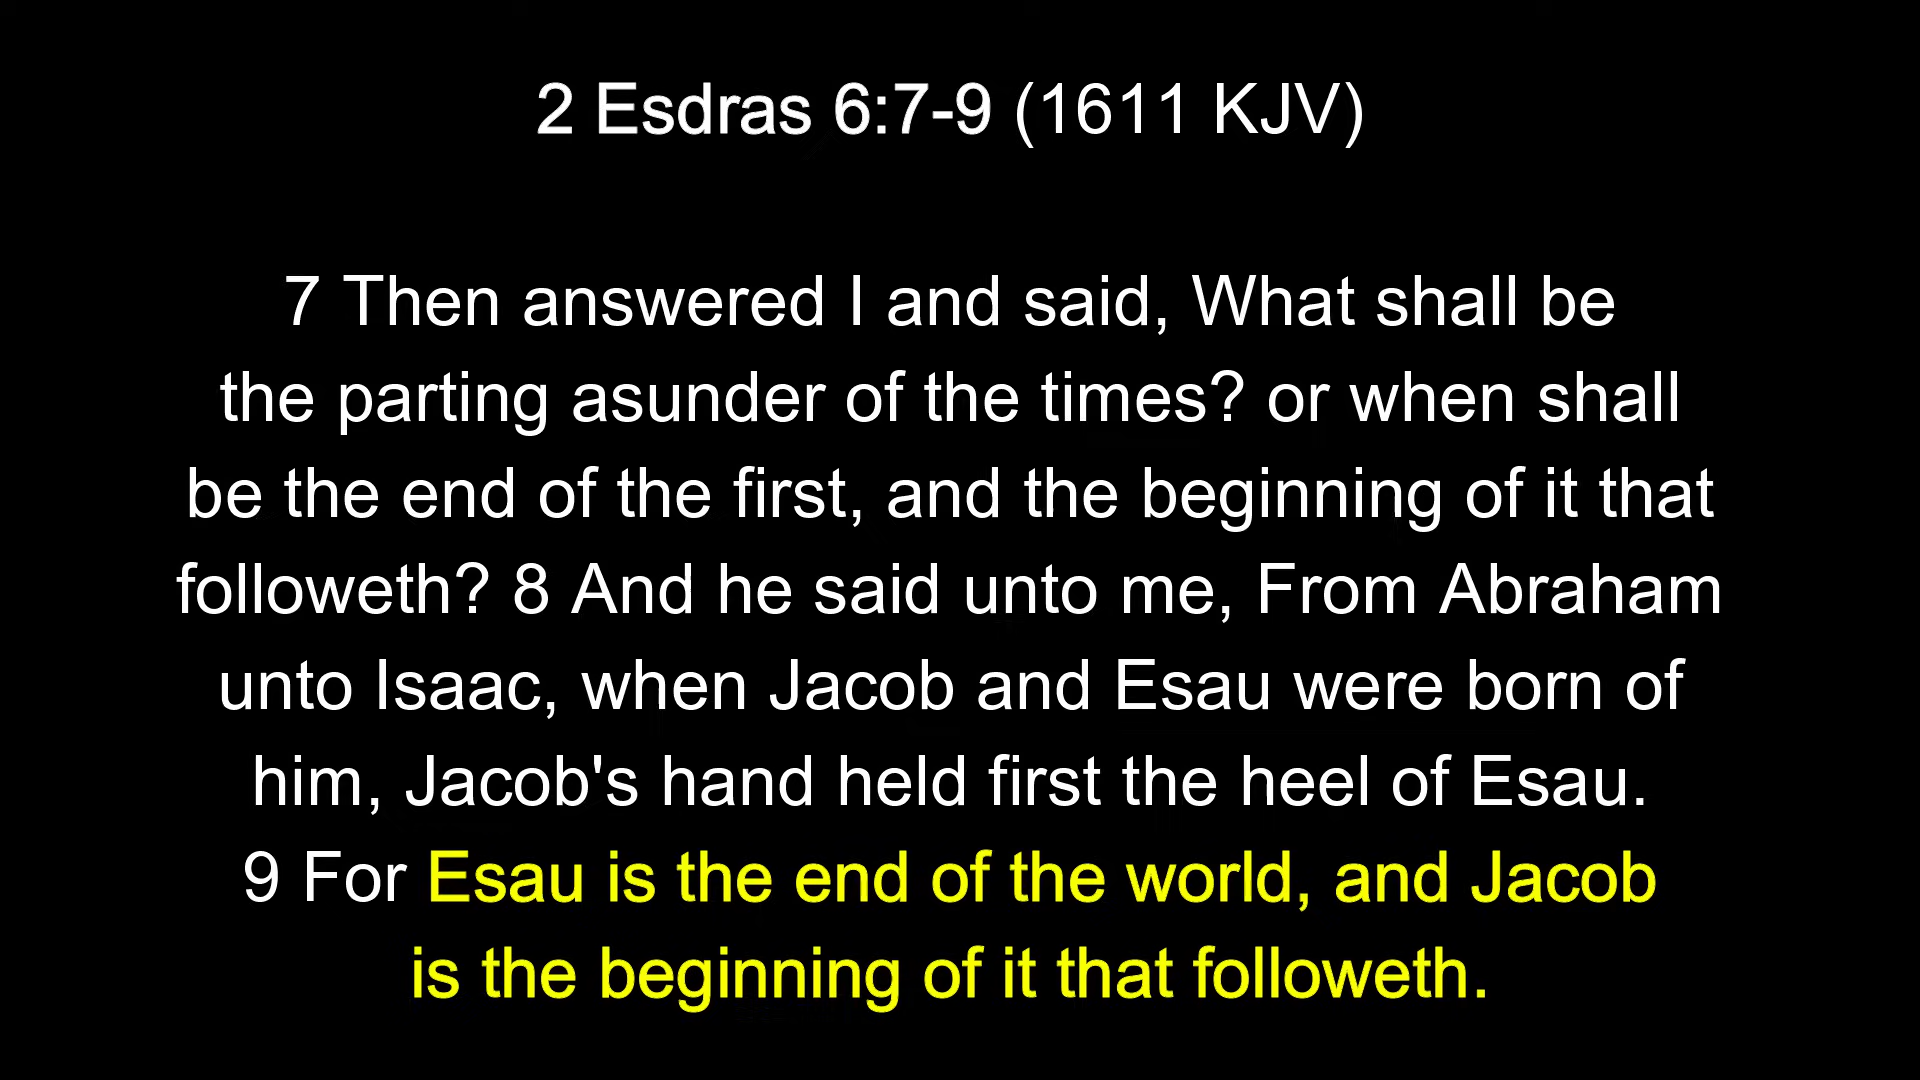 2 Esdras 6:7-9 (1611 KJV)
7 Then answered I and said, What shall be
the parting asunder of the times? or when shall
be the end of the first, and the beginning of it that
followeth? 8 And he said unto me, From Abraham
unto Isaac, when Jacob and Esau were born of
him, Jacob's hand held first the heel of Esau.
9 For Esau is the end of the world, and Jacob
is the beginning of it that followeth.